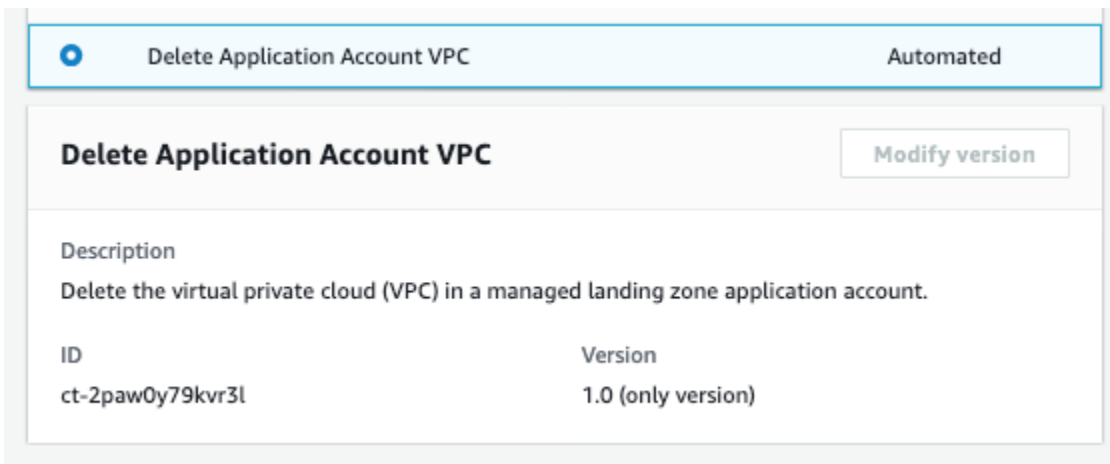 Delete Application Account VPC Automated
Delete Application Account VPC Modify version
Description
Delete the virtual private cloud (VPC) in a managed landing zone application account.
ID Version
ct-2paw0y79kvr3l 1.0 (only version)